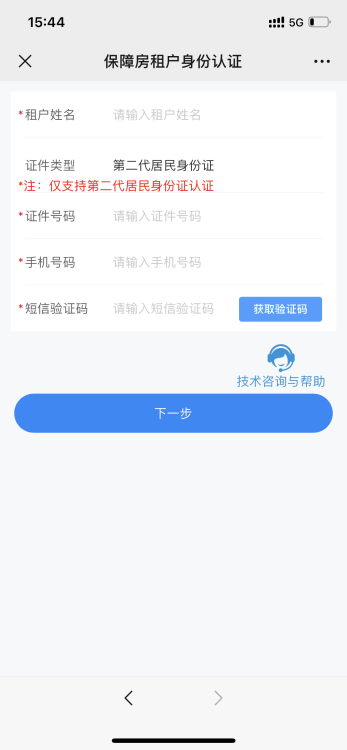 15:44
5G
保障房租户身份认证
*租户姓名 请输入租户姓名
证件类型 第二代居民身份证
*注：仅支持第二代居民身份证认证
*证件号码 请输入证件号码
*手机号码 请输入手机号码
*短信验证码 请输入短信验证码 获取验证码
技术咨询与帮助
下一步